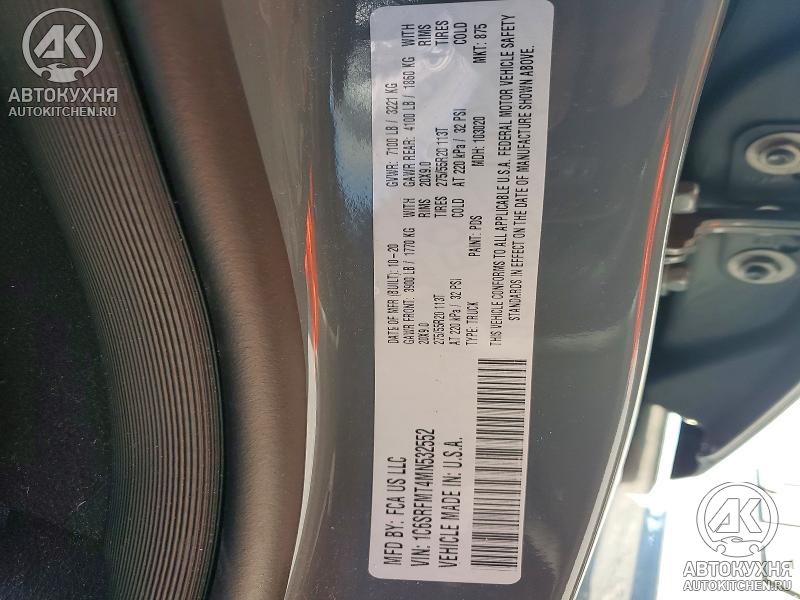 АК
АВТОКУХНЯ
AUTOKITCHEN.RU
MFD BY: FCA US LLC
VIN: 1C6SRFMT4MN532552
VEHICLE MADE IN U.S.A.
DATE OF MFR (BUILT): 10-20 GVWR: 7100 LB / 3221 KG
GAWR FRONT: 3900 LB / 1770 KG WITH GAWR REAR: 4100 LB / 1860 KG WITH
20X9.0 RIMS 20X9.0 RIMS
275/55R20 113T TIRES 275/55R20 113T TIRES
AT 220 kPa / 32 PSI COLD AT 220 kPa / 32 PSI COLD
TYPE: TRUCK PAINT: PDS MDH: 103020 MKT: 875
THIS VEHICLE CONFORMS TO ALL APPLICABLE U.S.A. FEDERAL MOTOR VEHICLE SAFETY
STANDARDS IN EFFECT ON THE DATE OF MANUFACTURE SHOWN ABOVE.
АК
АВТОКУХНЯ
AUTOKITCHEN.RU